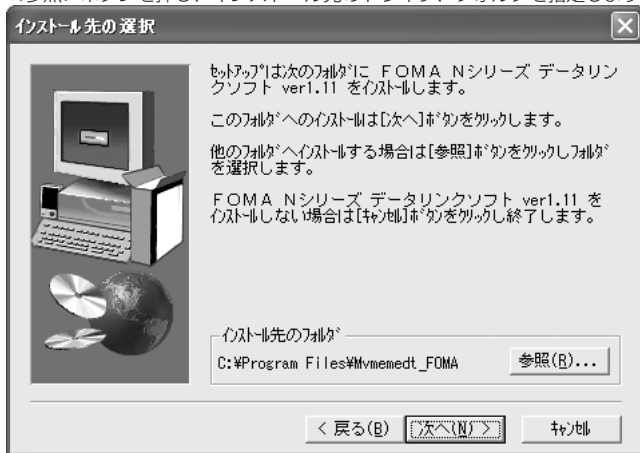 インストール先の選択
ｾｯﾄｱｯﾌﾟは次のﾌｫﾙﾀﾞに ＦＯＭＡ Ｎシリーズ データリン
クソフト ver1.11 をｲﾝｽﾄｰﾙします。
このﾌｫﾙﾀﾞへのｲﾝｽﾄｰﾙは[次へ]ﾎﾞﾀﾝをｸﾘｯｸします。
他のﾌｫﾙﾀﾞへｲﾝｽﾄｰﾙする場合は[参照]ﾎﾞﾀﾝをｸﾘｯｸしﾌｫﾙﾀﾞ
を選択します。
ＦＯＭＡ Ｎシリーズ データリンクソフト ver1.11 を
ｲﾝｽﾄｰﾙしない場合は[ｷｬﾝｾﾙ]ﾎﾞﾀﾝをｸﾘｯｸし終了します。
ｲﾝｽﾄｰﾙ先のﾌｫﾙﾀﾞ
C:¥Program Files¥Mvmemedt_FOMA
参照(R)...
< 戻る(B)
次へ(N) >
ｷｬﾝｾﾙ